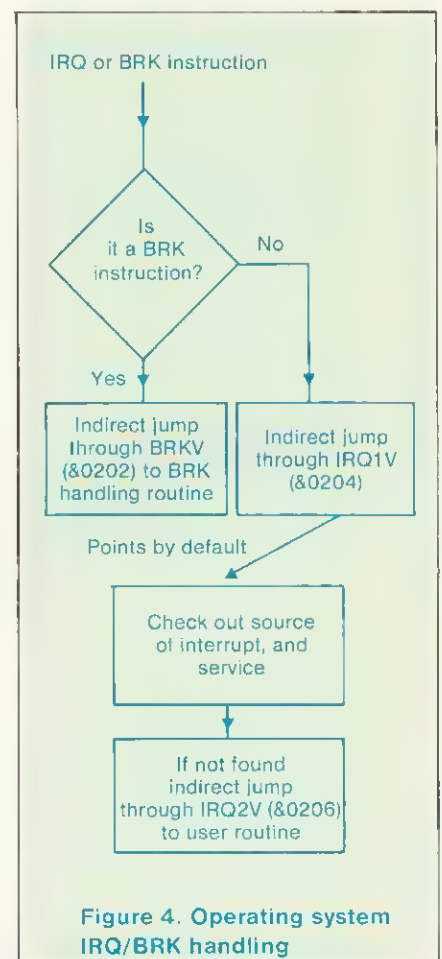 IRQ or BRK instruction
Is
it a BRK
instruction?
No
Yes
Indirect jump
through BRKV
(&0202) to BRK
handling routine
Indirect jump
through IRQ1V
(&0204)
Points by default
Check out source
of interrupt, and
service
If not found
indirect jump
through IRQ2V (&0206)
to user routine
Figure 4. Operating system
IRQ/BRK handling